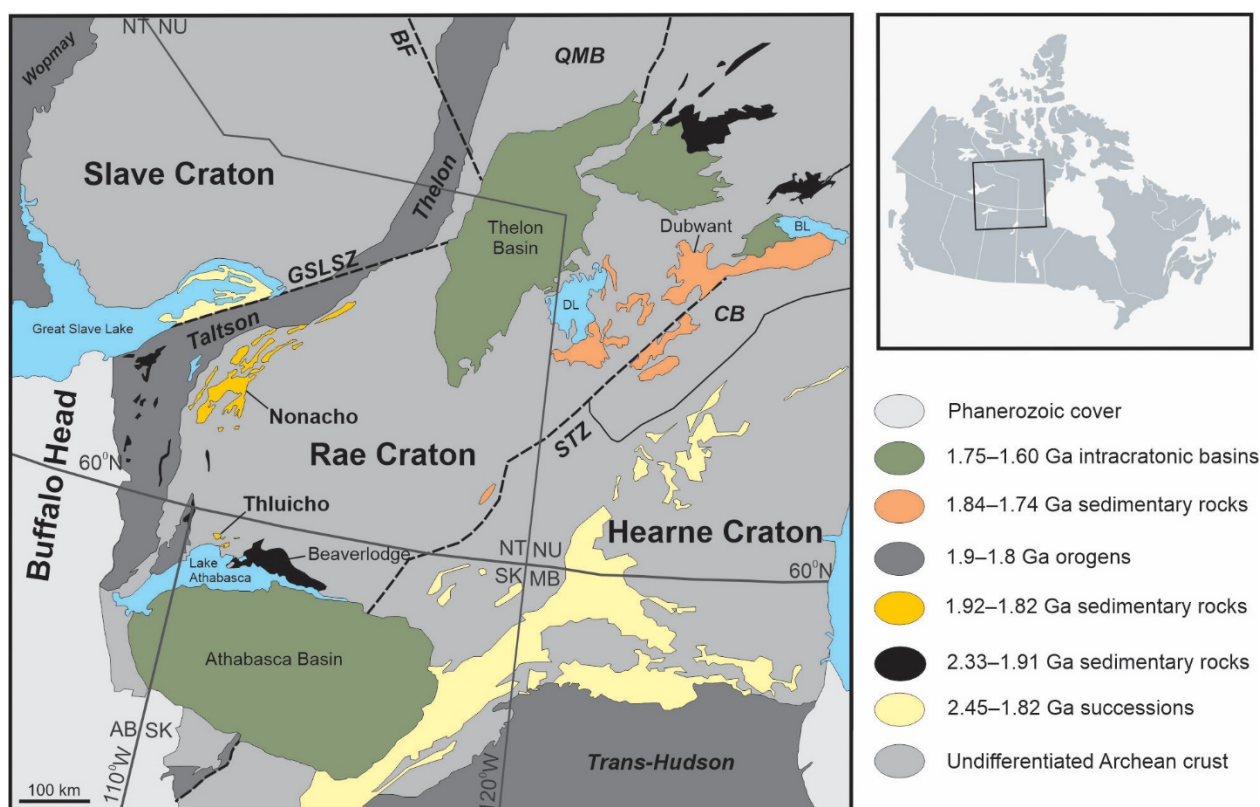 Wopmay
NT NU
BF
QMB
Slave Craton
Thelon
Thelon
Basin
Dubwant
BL
GSLSZ
Great Slave Lake
Taltson
DL
CB
Nonacho
STZ
Rae Craton
60°N
Buffalo Head
Thluicho
Beaverlodge
Lake
Athabasca
Hearne Craton
NT NU
SK MB
60°N
Athabasca Basin
AB SK
110°W
120°W
Trans-Hudson
100 km
Phanerozoic cover
1.75–1.60 Ga intracratonic basins
1.84–1.74 Ga sedimentary rocks
1.9–1.8 Ga orogens
1.92–1.82 Ga sedimentary rocks
2.33–1.91 Ga sedimentary rocks
2.45–1.82 Ga successions
Undifferentiated Archean crust